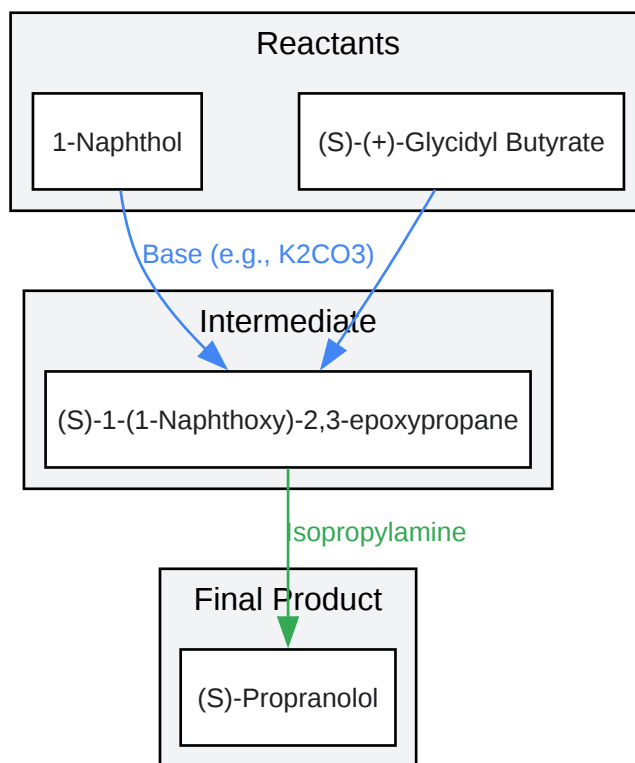 Reactants
1-Naphthol
(S)-(+)-Glycidyl Butyrate
Base (e.g., K2CO3)
Intermediate
(S)-1-(1-Naphthoxy)-2,3-epoxypropane
Isopropylamine
Final Product
(S)-Propranolol